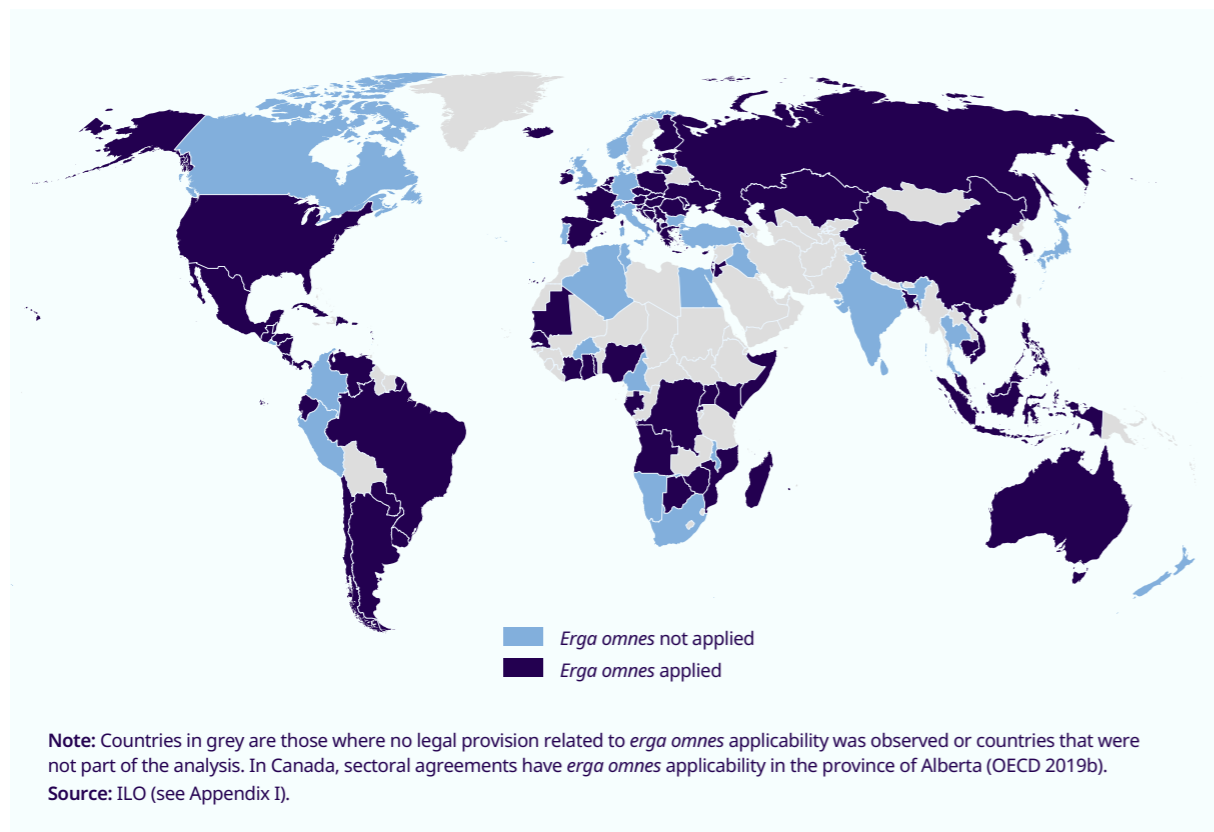 Erga omnes not applied
Erga omnes applied
Note: Countries in grey are those where no legal provision related to erga omnes applicability was observed or countries that were
not part of the analysis. In Canada, sectoral agreements have erga omnes applicability in the province of Alberta (OECD 2019b).
Source: ILO (see Appendix I).